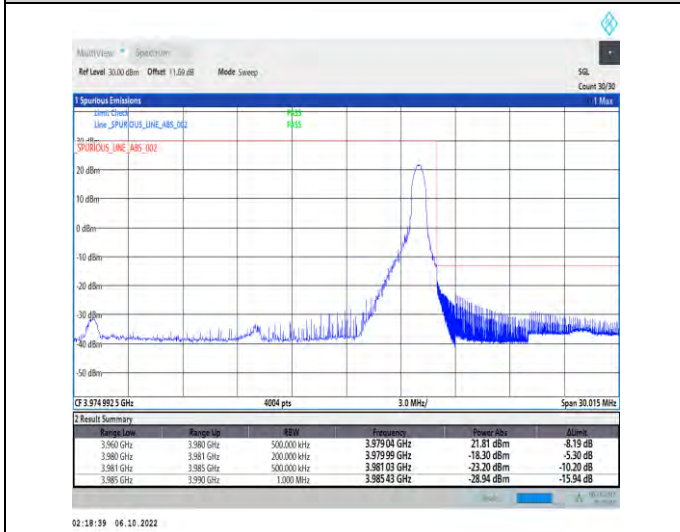 MultiView Spectrum
Ref Level 30.00 dBm Offset 11.69 dB Mode Sweep SGL
Count 30/30
1 Spurious Emissions 1 Max
Limit Check PASS
Line _SPURIOUS_LINE_ABS_002 PASS
30 dBm
_SPURIOUS_LINE_ABS_002
20 dBm
10 dBm
0 dBm
-10 dBm
-20 dBm
-30 dBm
-40 dBm
-50 dBm
CF 3.974 992 5 GHz 4004 pts 3.0 MHz/ Span 30.015 MHz
2 Result Summary
Range Low Range Up RBW Frequency Power Abs ΔLimit
3.960 GHz 3.980 GHz 500.000 kHz 3.979 04 GHz 21.81 dBm -8.19 dB
3.980 GHz 3.981 GHz 200.000 kHz 3.979 99 GHz -18.30 dBm -5.30 dB
3.981 GHz 3.985 GHz 500.000 kHz 3.981 03 GHz -23.20 dBm -10.20 dB
3.985 GHz 3.990 GHz 1.000 MHz 3.985 43 GHz -28.94 dBm -15.94 dB
02:18:39 06.10.2022